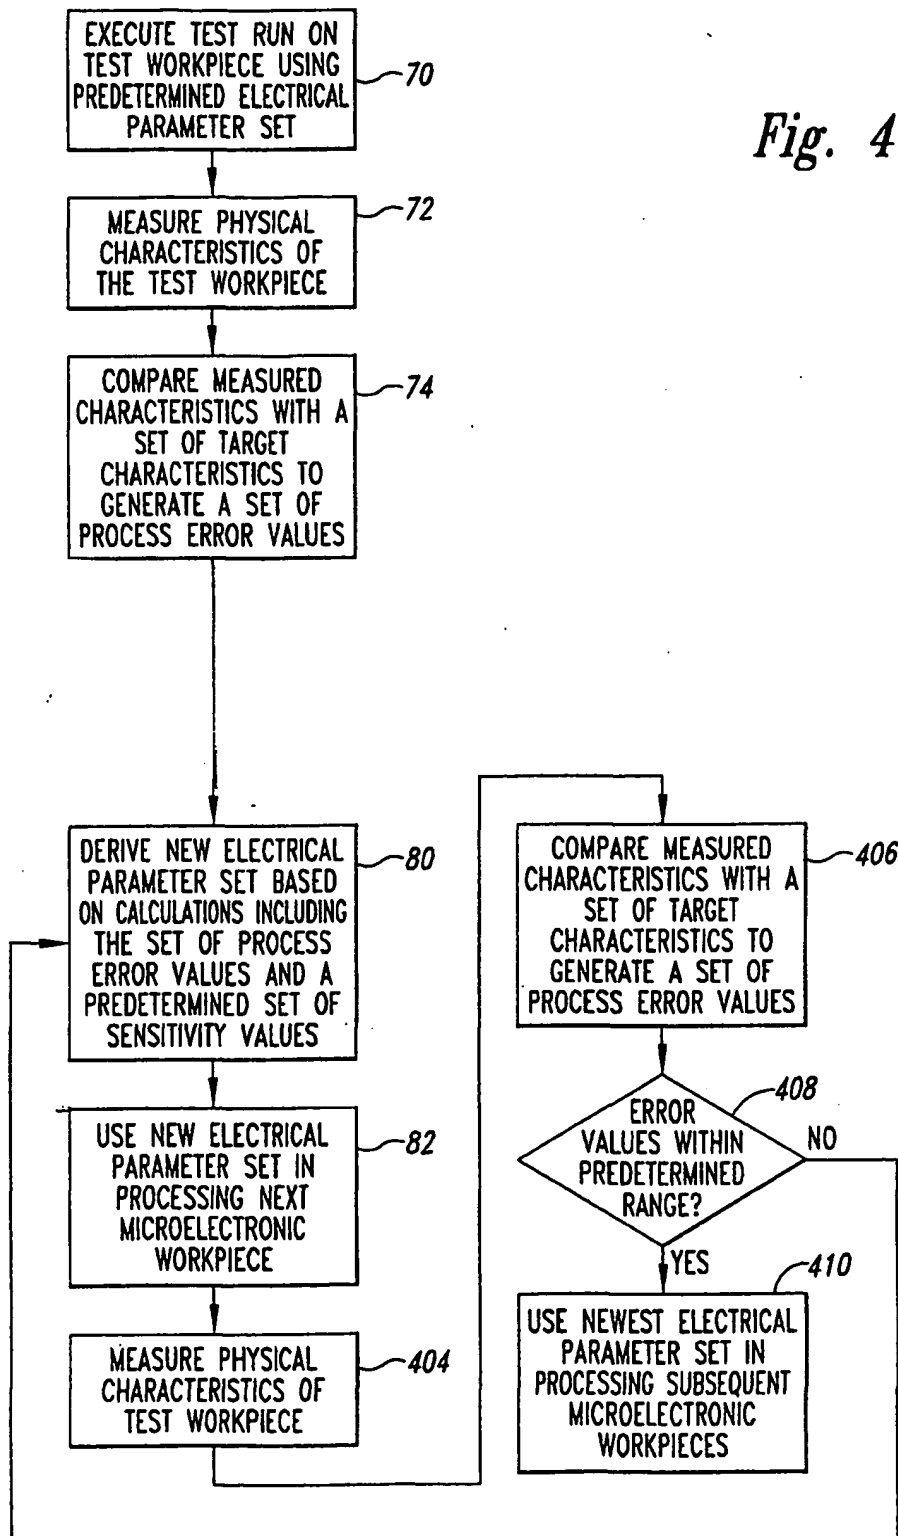 EXECUTE TEST RUN ON
TEST WORKPIECE USING
PREDETERMINED ELECTRICAL
PARAMETER SET
70
Fig. 4
MEASURE PHYSICAL
CHARACTERISTICS OF
THE TEST WORKPIECE
72
COMPARE MEASURED
CHARACTERISTICS WITH A
SET OF TARGET
CHARACTERISTICS TO
GENERATE A SET OF
PROCESS ERROR VALUES
74
DERIVE NEW ELECTRICAL
PARAMETER SET BASED
ON CALCULATIONS INCLUDING
THE SET OF PROCESS
ERROR VALUES AND A
PREDETERMINED SET OF
SENSITIVITY VALUES
80
USE NEW ELECTRICAL
PARAMETER SET IN
PROCESSING NEXT
MICROELECTRONIC
WORKPIECE
82
MEASURE PHYSICAL
CHARACTERISTICS OF
TEST WORKPIECE
404
COMPARE MEASURED
CHARACTERISTICS WITH A
SET OF TARGET
CHARACTERISTICS TO
GENERATE A SET OF
PROCESS ERROR VALUES
406
ERROR
VALUES WITHIN
PREDETERMINED
RANGE?
408
NO
YES
USE NEWEST ELECTRICAL
PARAMETER SET IN
PROCESSING SUBSEQUENT
MICROELECTRONIC
WORKPIECES
410